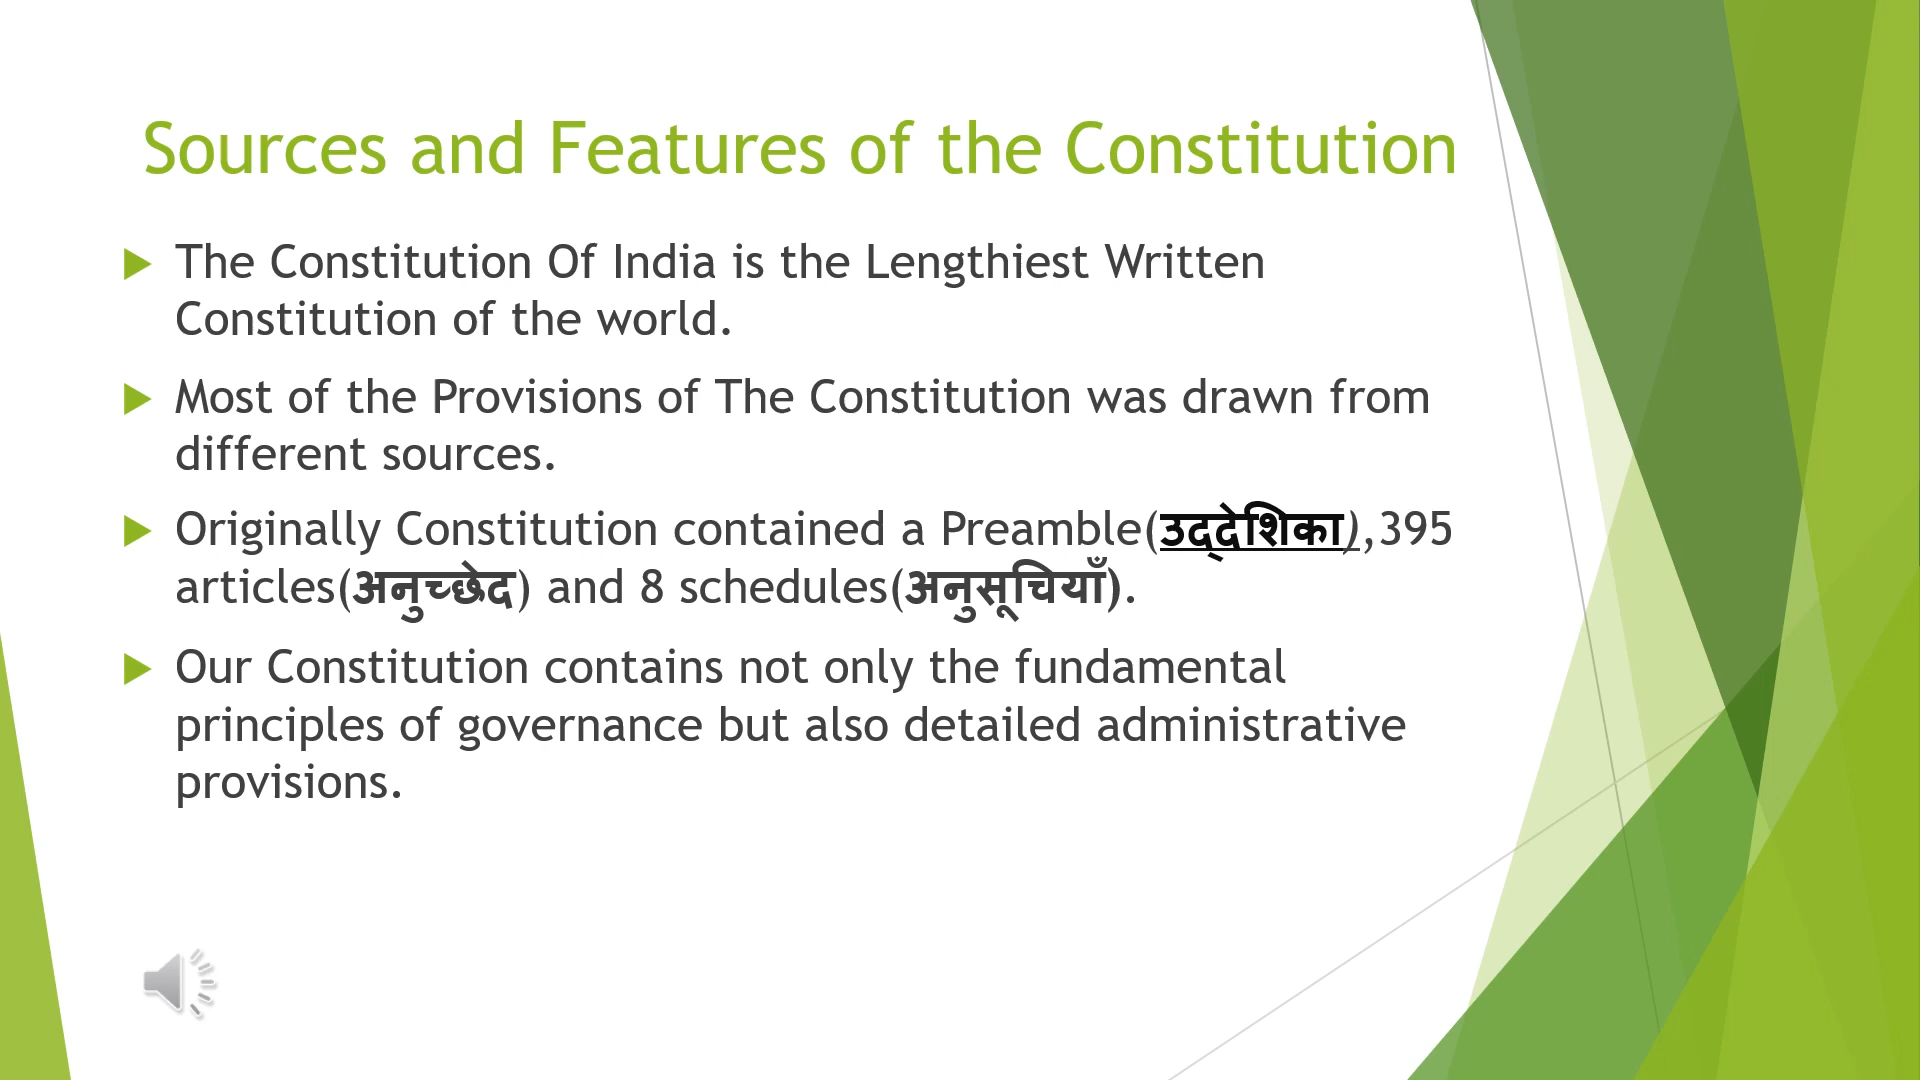 Sources and Features of the Constitution
The Constitution Of India is the Lengthiest Written
Constitution of the world.
Most of the Provisions of The Constitution was drawn from
different sources.
Originally Constitution contained a Preamble(उद्देशिका),395
articles(अनुच्छेद) and 8 schedules(अनुसूचियाँ).
Our Constitution contains not only the fundamental
principles of governance but also detailed administrative
provisions.